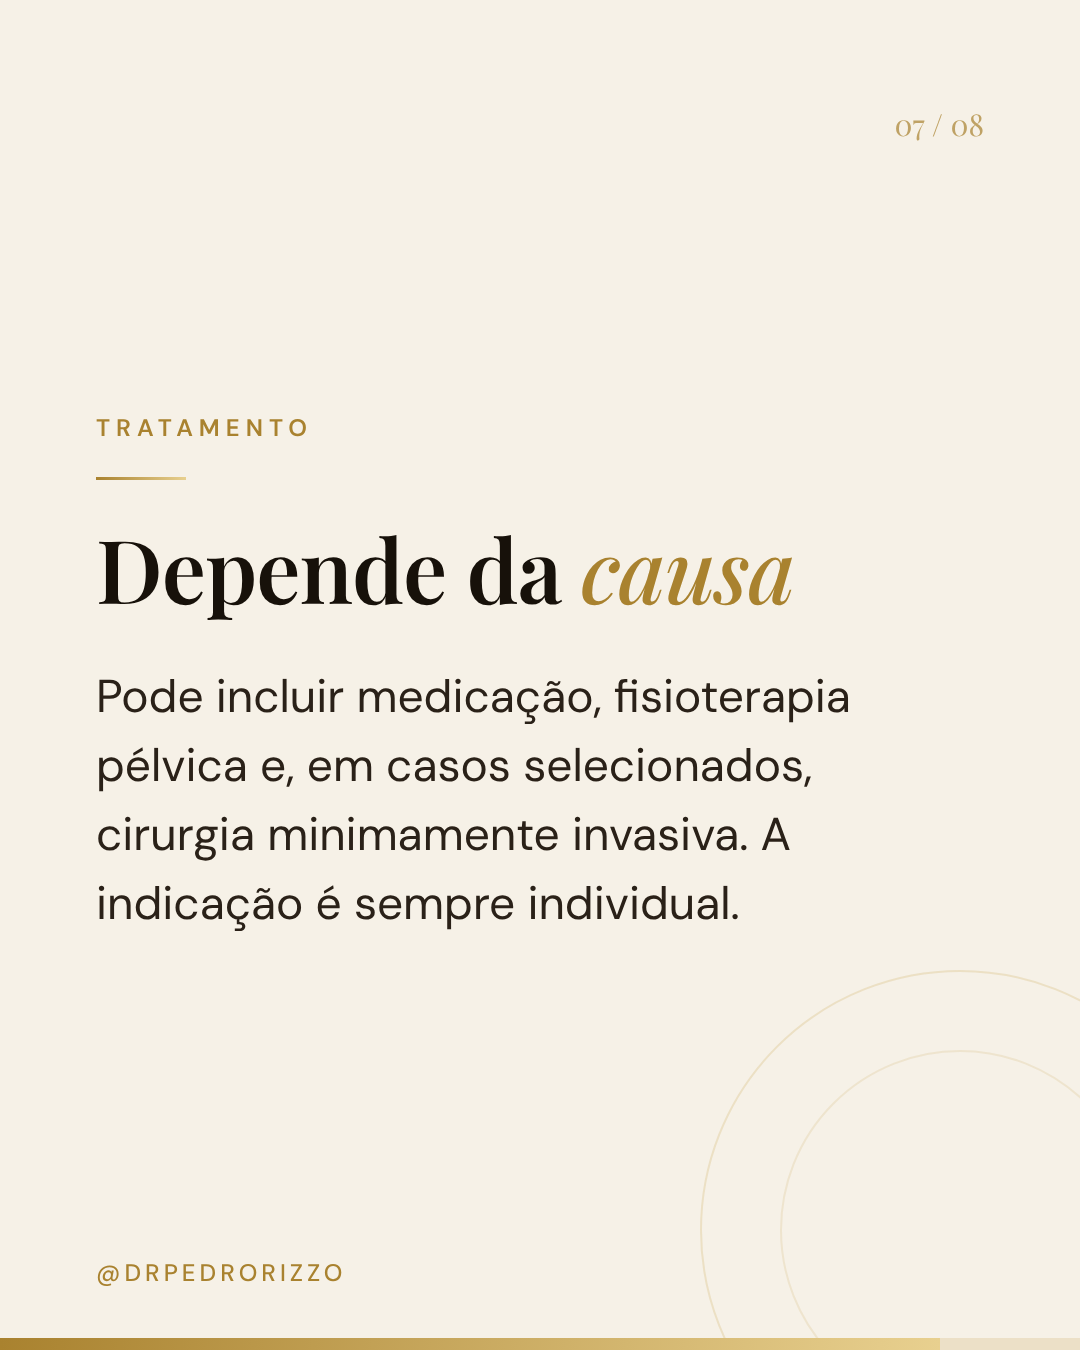 07 / 08
TRATAMENTO
Depende da causa
Pode incluir medicação, fisioterapia
pélvica e, em casos selecionados,
cirurgia minimamente invasiva. A
indicação é sempre individual.
@DRPEDRORIZZO